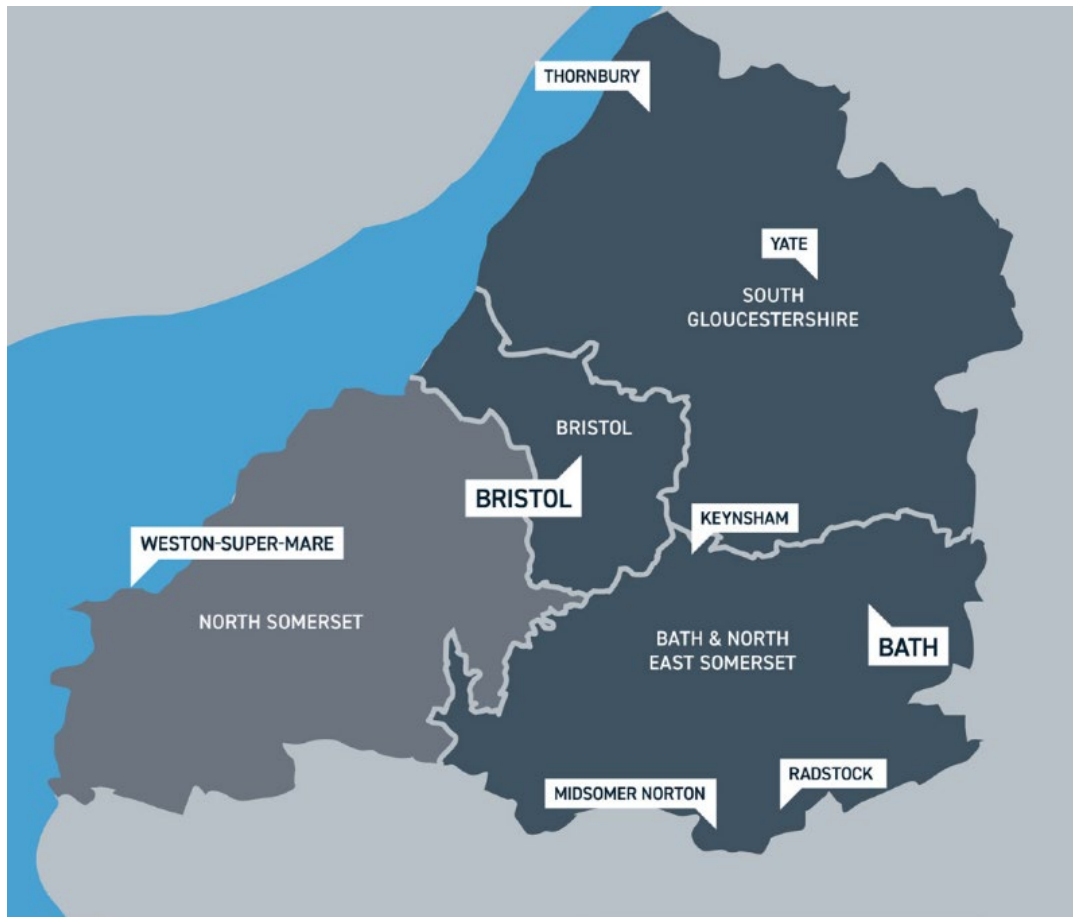 THORNBURY
YATE
SOUTH
GLOUCESTERSHIRE
BRISTOL
BRISTOL
KEYNSHAM
WESTON-SUPER-MARE
NORTH SOMERSET
BATH & NORTH
EAST SOMERSET
BATH
RADSTOCK
MIDSOMER NORTON